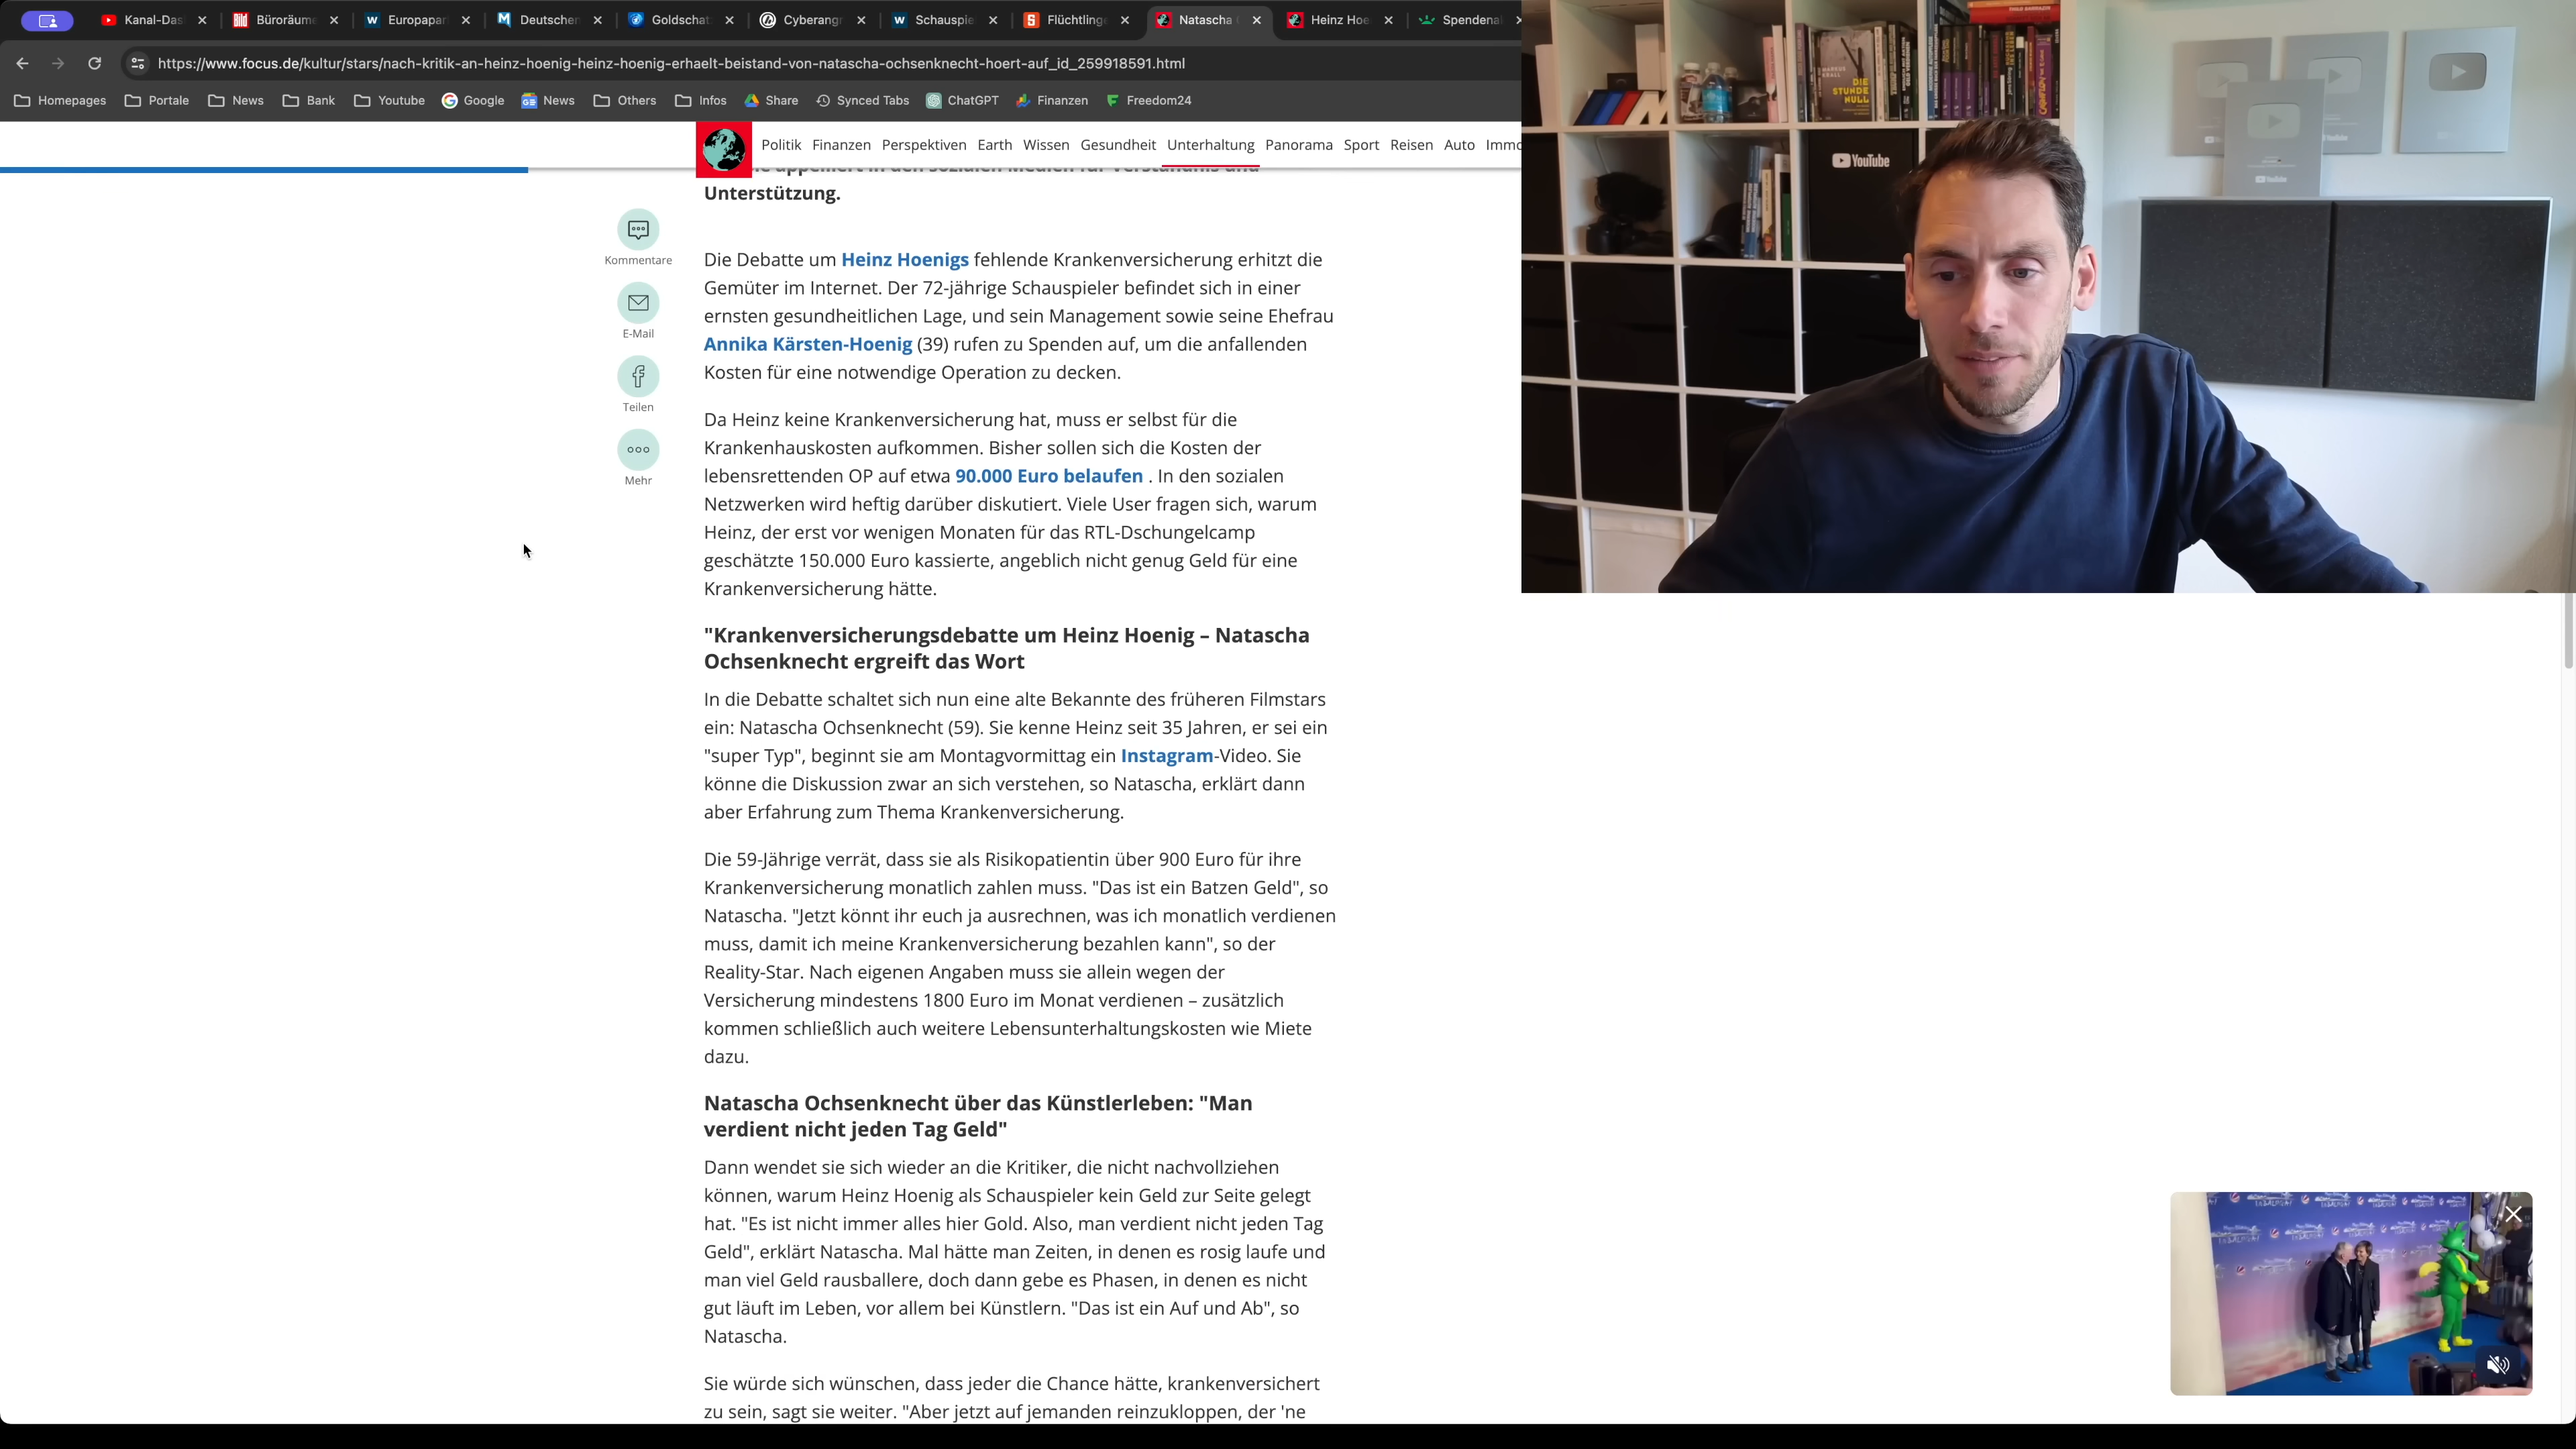 Kanal-Das
Büroräume
Europapar
Deutschen
Goldschat
Cyberangr
Schauspie
Flüchtling
Natascha
Heinz Hoe
Spendena
https://www.focus.de/kultur/stars/nach-kritik-an-heinz-hoenig-heinz-hoenig-erhaelt-beistand-von-natascha-ochsenknecht-hoert-auf_id_259918591.html
Homepages Portale News Bank Youtube Google News Others Infos Share Synced Tabs ChatGPT Finanzen Freedom24
Politik Finanzen Perspektiven Earth Wissen Gesundheit Unterhaltung Panorama Sport Reisen Auto Immo
appelliert in den sozialen Medien für Verständnis und
Unterstützung.
Kommentare
E-Mail
Teilen
Mehr
Die Debatte um Heinz Hoenigs fehlende Krankenversicherung erhitzt die
Gemüter im Internet. Der 72-jährige Schauspieler befindet sich in einer
ernsten gesundheitlichen Lage, und sein Management sowie seine Ehefrau
Annika Kärsten-Hoenig (39) rufen zu Spenden auf, um die anfallenden
Kosten für eine notwendige Operation zu decken.
Da Heinz keine Krankenversicherung hat, muss er selbst für die
Krankenhauskosten aufkommen. Bisher sollen sich die Kosten der
lebensrettenden OP auf etwa 90.000 Euro belaufen . In den sozialen
Netzwerken wird heftig darüber diskutiert. Viele User fragen sich, warum
Heinz, der erst vor wenigen Monaten für das RTL-Dschungelcamp
geschätzte 150.000 Euro kassierte, angeblich nicht genug Geld für eine
Krankenversicherung hätte.
"Krankenversicherungsdebatte um Heinz Hoenig – Natascha
Ochsenknecht ergreift das Wort
In die Debatte schaltet sich nun eine alte Bekannte des früheren Filmstars
ein: Natascha Ochsenknecht (59). Sie kenne Heinz seit 35 Jahren, er sei ein
"super Typ", beginnt sie am Montagvormittag ein Instagram-Video. Sie
könne die Diskussion zwar an sich verstehen, so Natascha, erklärt dann
aber Erfahrung zum Thema Krankenversicherung.
Die 59-Jährige verrät, dass sie als Risikopatientin über 900 Euro für ihre
Krankenversicherung monatlich zahlen muss. "Das ist ein Batzen Geld", so
Natascha. "Jetzt könnt ihr euch ja ausrechnen, was ich monatlich verdienen
muss, damit ich meine Krankenversicherung bezahlen kann", so der
Reality-Star. Nach eigenen Angaben muss sie allein wegen der
Versicherung mindestens 1800 Euro im Monat verdienen – zusätzlich
kommen schließlich auch weitere Lebensunterhaltungskosten wie Miete
dazu.
Natascha Ochsenknecht über das Künstlerleben: "Man
verdient nicht jeden Tag Geld"
Dann wendet sie sich wieder an die Kritiker, die nicht nachvollziehen
können, warum Heinz Hoenig als Schauspieler kein Geld zur Seite gelegt
hat. "Es ist nicht immer alles hier Gold. Also, man verdient nicht jeden Tag
Geld", erklärt Natascha. Mal hätte man Zeiten, in denen es rosig laufe und
man viel Geld rausballere, doch dann gebe es Phasen, in denen es nicht
gut läuft im Leben, vor allem bei Künstlern. "Das ist ein Auf und Ab", so
Natascha.
Sie würde sich wünschen, dass jeder die Chance hätte, krankenversichert
zu sein, sagt sie weiter. "Aber jetzt auf jemanden reinzukloppen, der 'ne
MARKUS KRALL
DIE
STUNDE
NULL
YouTube
YouTube
YouTube